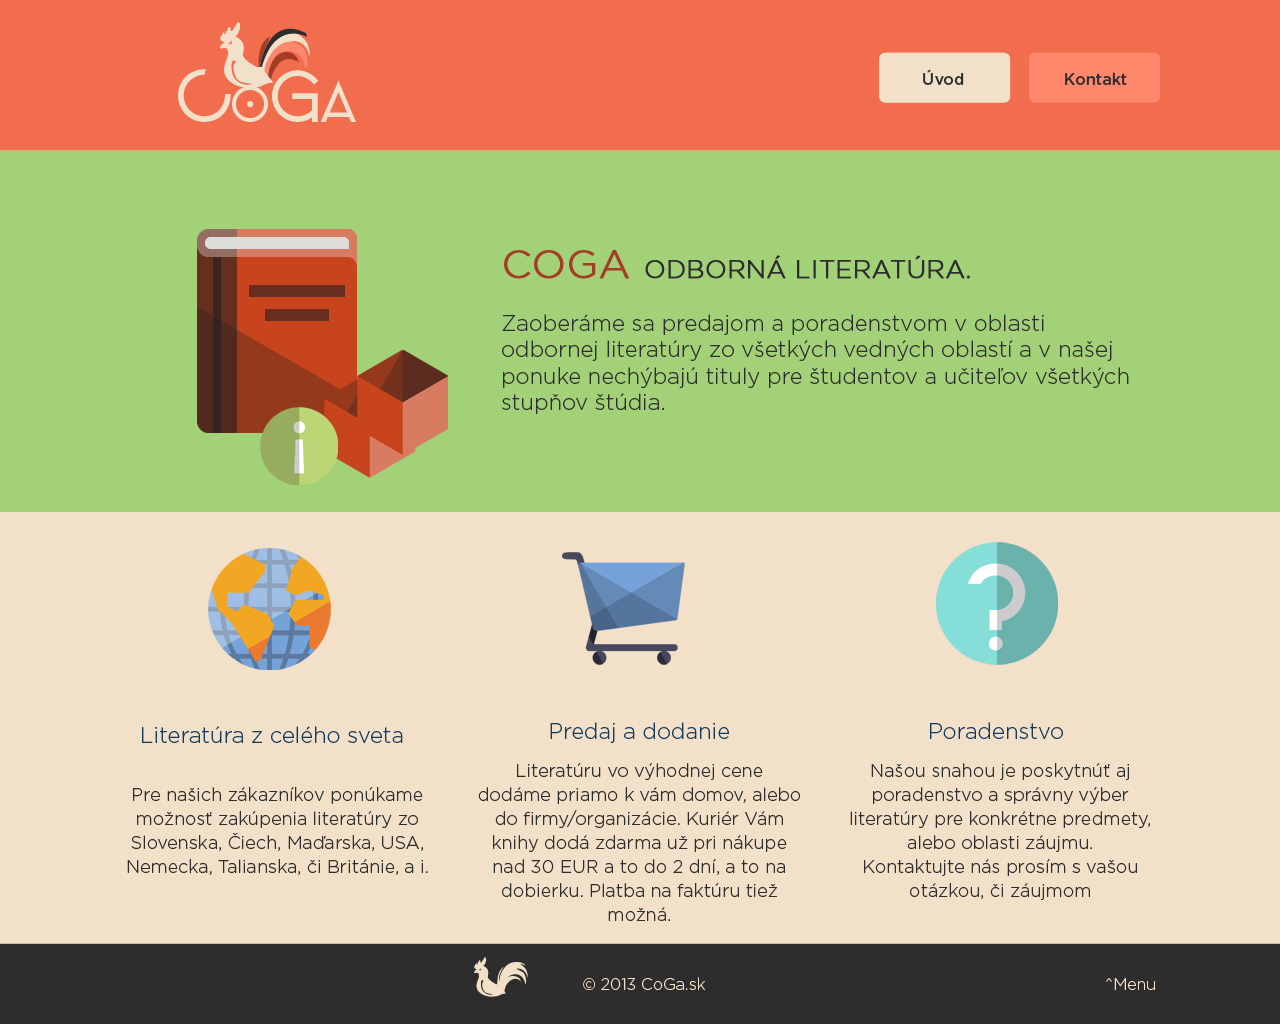 CoGa
Úvod
Kontakt
COGA ODBORNÁ LITERATÚRA.
Zaoberáme sa predajom a poradenstvom v oblasti
odbornej literatúry zo všetkých vedných oblastí a v našej
ponuke nechýbajú tituly pre študentov a učiteľov všetkých
stupňov štúdia.
Literatúra z celého sveta
Pre našich zákazníkov ponúkame
možnosť zakúpenia literatúry zo
Slovenska, Čiech, Maďarska, USA,
Nemecka, Talianska, či Británie, a i.
Predaj a dodanie
Literatúru vo výhodnej cene
dodáme priamo k vám domov, alebo
do firmy/organizácie. Kuriér Vám
knihy dodá zdarma už pri nákupe
nad 30 EUR a to do 2 dní, a to na
dobierku. Platba na faktúru tiež
možná.
Poradenstvo
Našou snahou je poskytnúť aj
poradenstvo a správny výber
literatúry pre konkrétne predmety,
alebo oblasti záujmu.
Kontaktujte nás prosím s vašou
otázkou, či záujmom
© 2013 CoGa.sk
^Menu